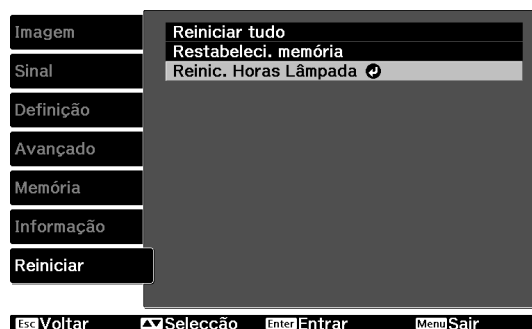 Imagem
Sinal
Definição
Avançado
Memória
Informação
Reiniciar
Reiniciar tudo
Restabeleci. memória
Reinic. Horas Lâmpada
Esc Voltar Selecção Enter Entrar Menu Sair